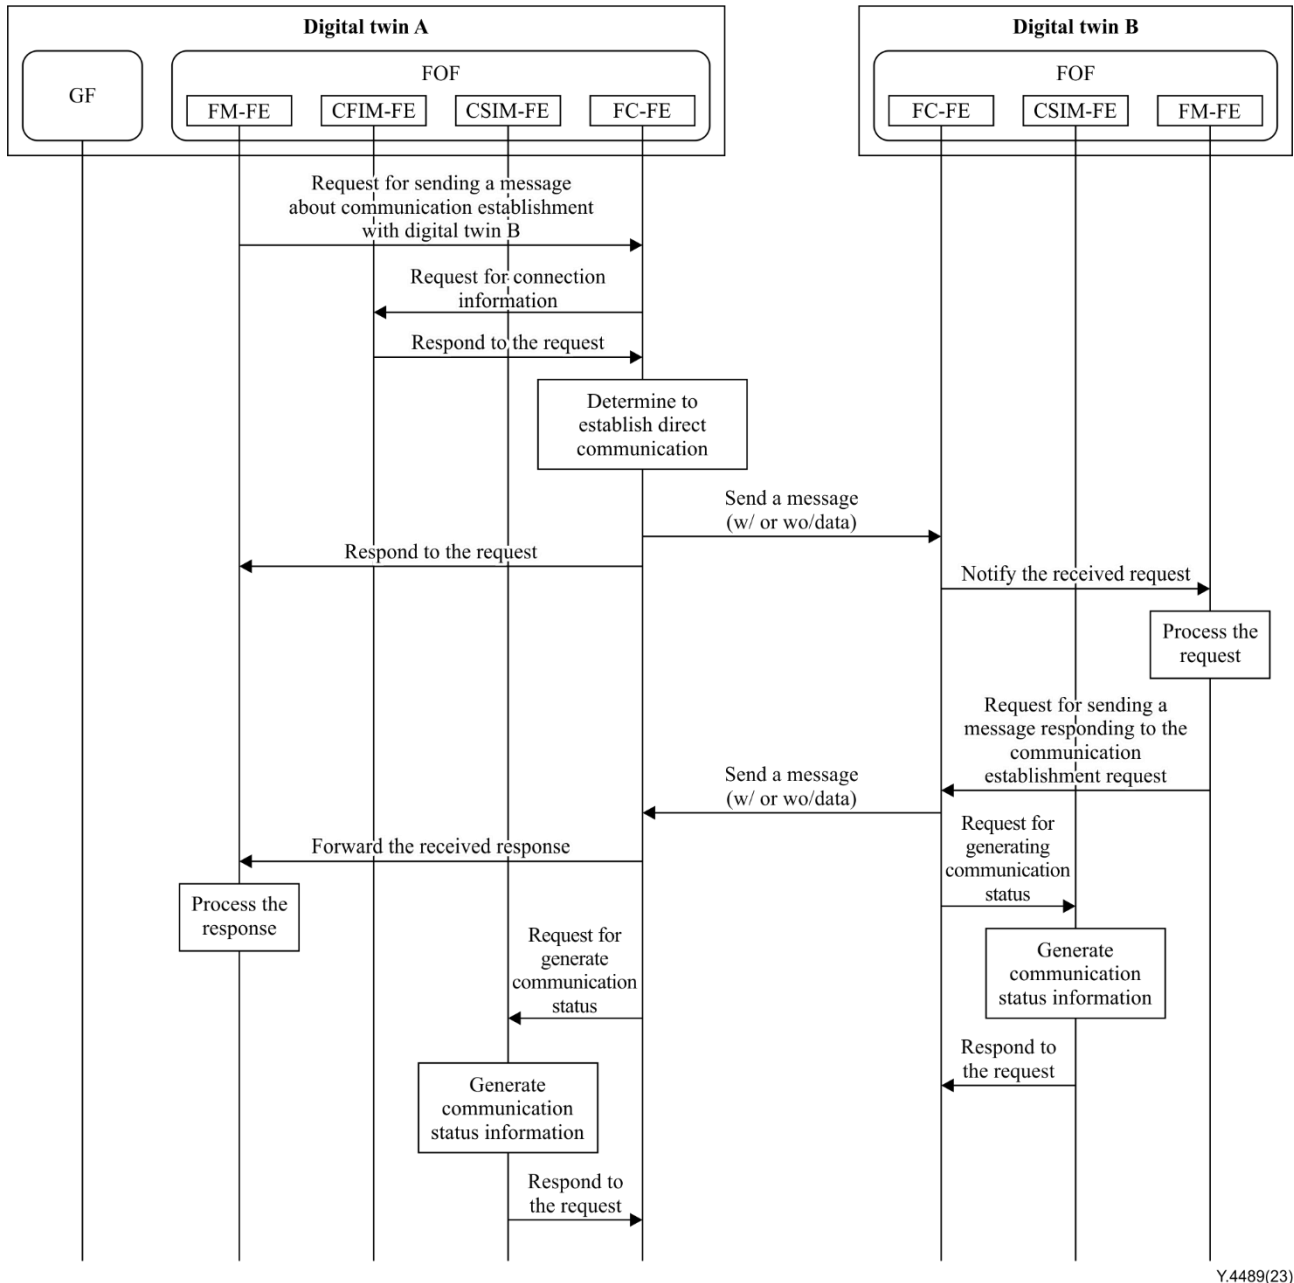 Digital twin A
Digital twin B
GF
FOF
FM-FE
CFIM-FE
CSIM-FE
FC-FE
FOF
FC-FE
CSIM-FE
FM-FE
Request for sending a message
about communication establishment
with digital twin B
Request for connection
information
Respond to the request
Determine to
establish direct
communication
Send a message
(w/ or wo/data)
Respond to the request
Notify the received request
Process the
request
Request for sending a
message responding to the
communication
establishment request
Send a message
(w/ or wo/data)
Forward the received response
Request for
generating
communication
status
Process the
response
Request for
generate
communication
status
Generate
communication
status information
Respond to
the request
Generate
communication
status information
Respond to
the request
Y.4489(23)